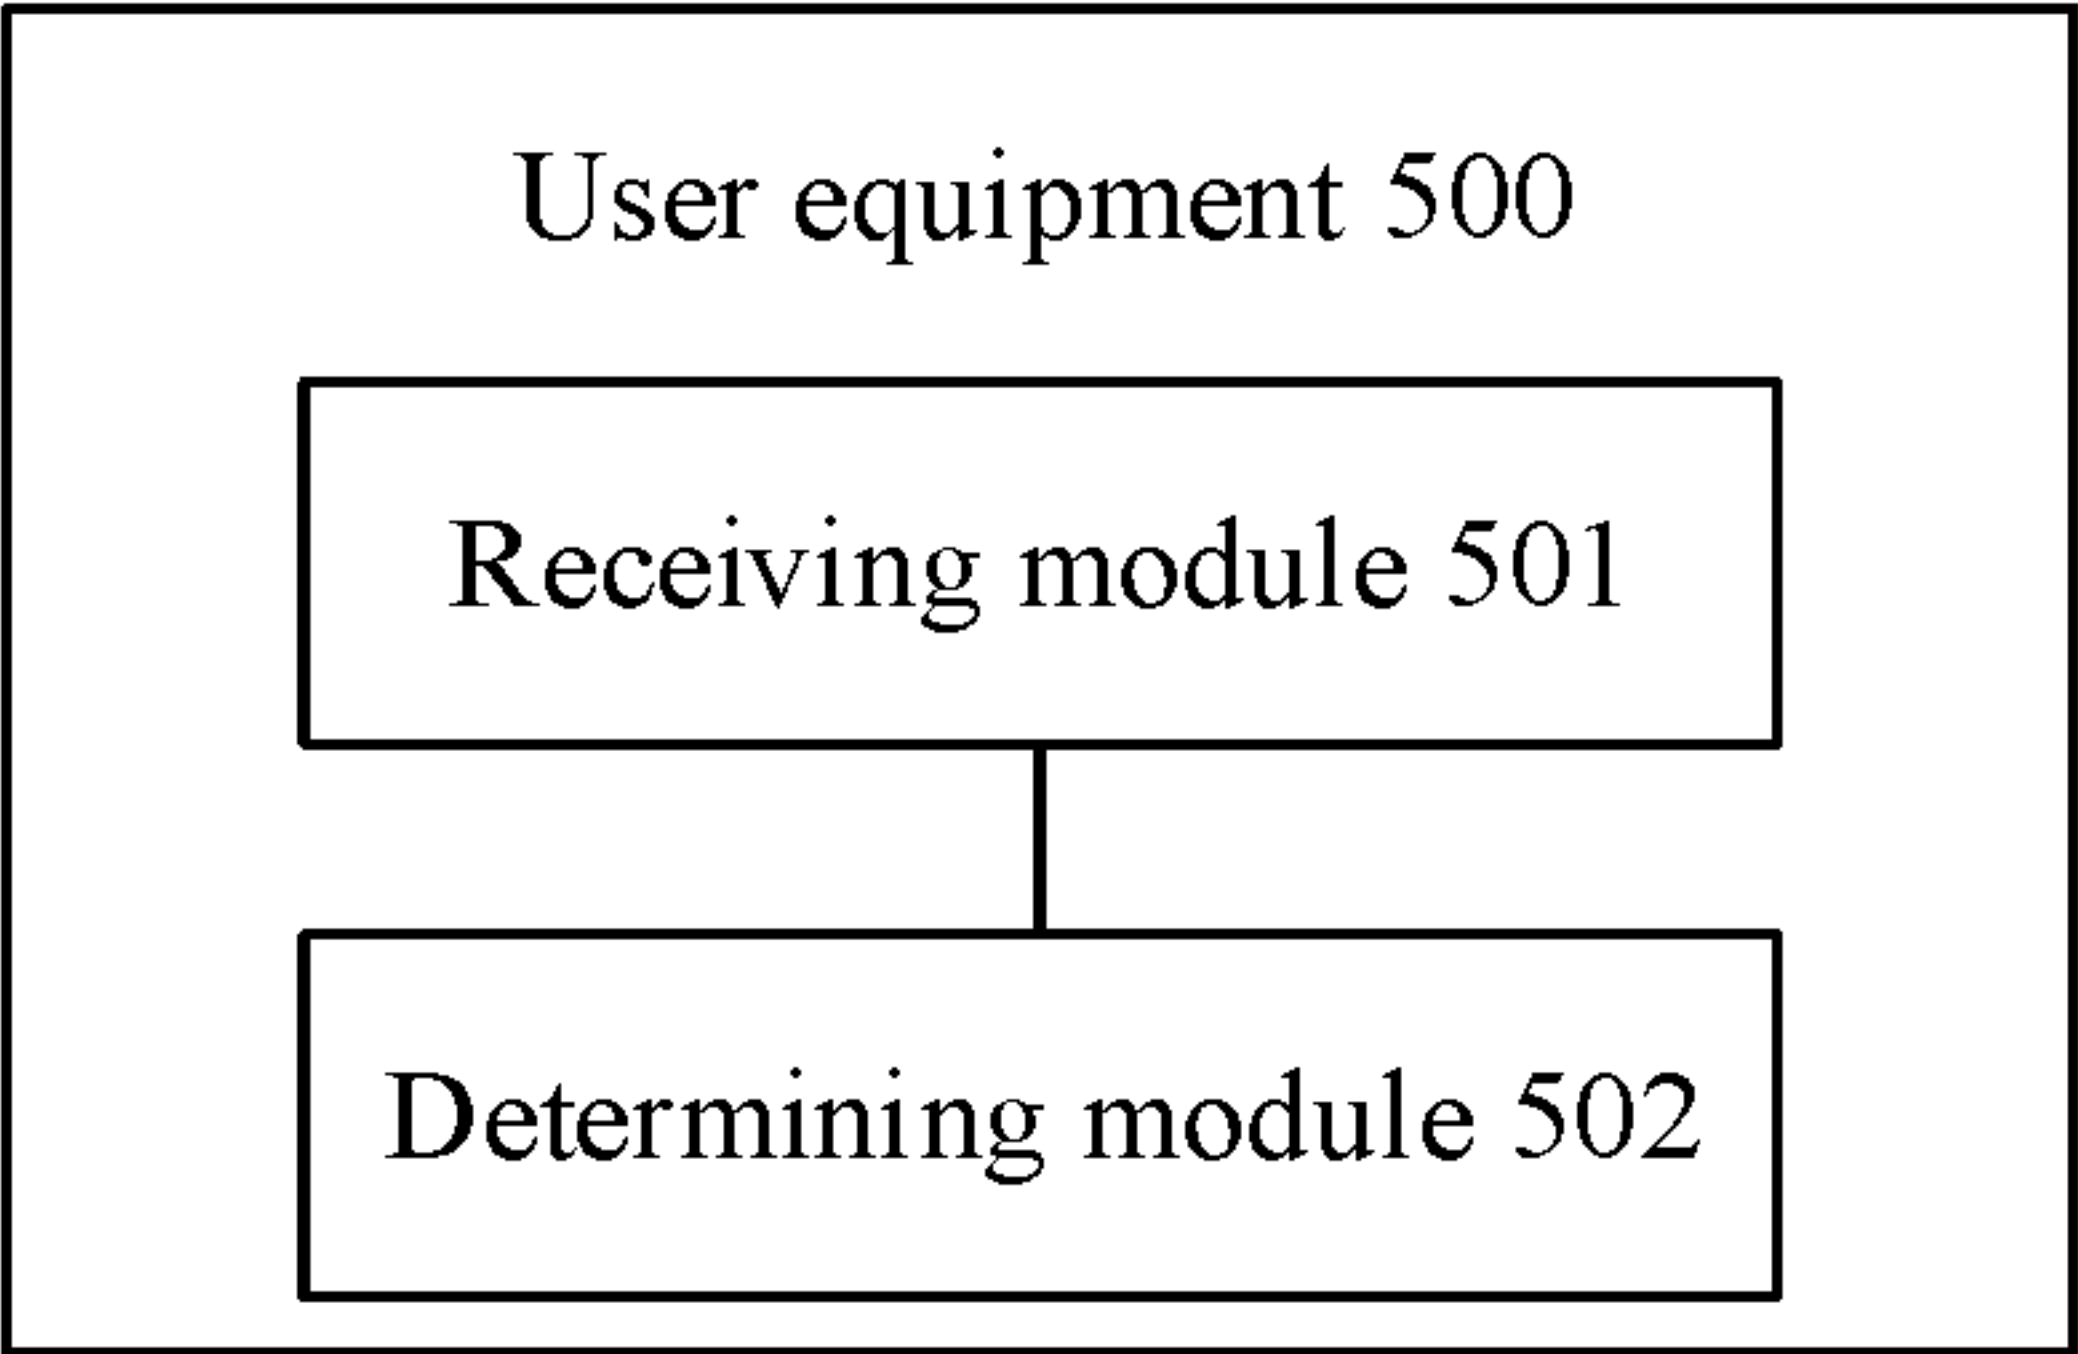 User equipment 500
Receiving module 501
Determining module 502